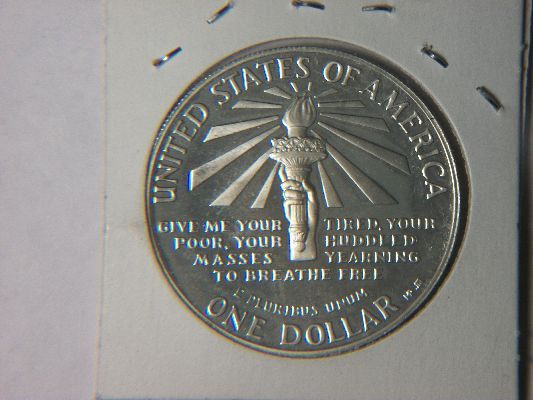 UNITED STATES OF AMERICA
GIVE ME YOUR TIRED, YOUR
POOR, YOUR HUDDLED
MASSES YEARNING
TO BREATHE FREE
E PLURIBUS UNUM
ONE DOLLAR